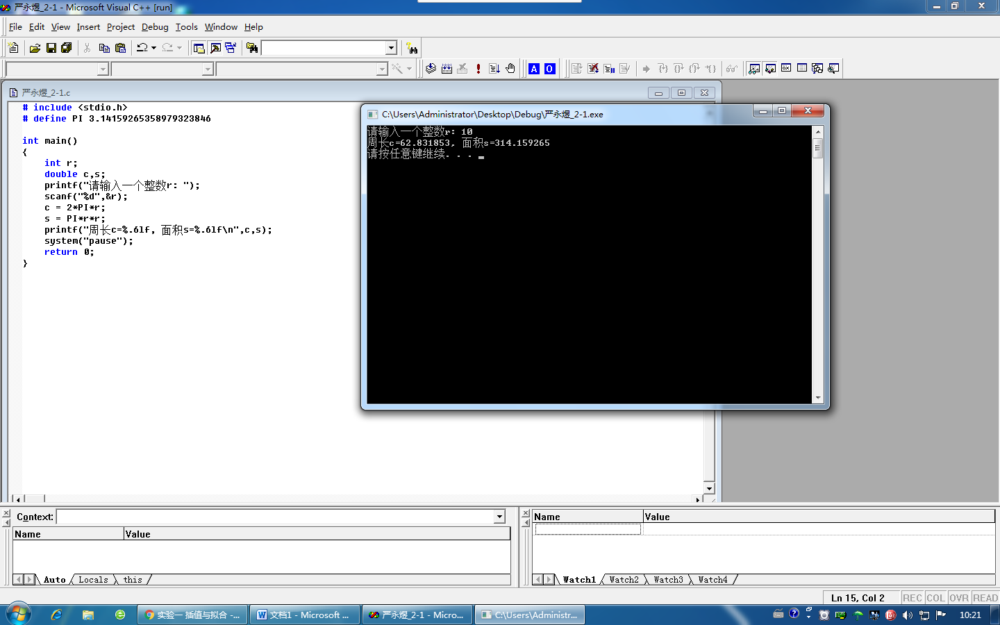 严永煜_2-1 - Microsoft Visual C++ [run]
File Edit View Insert Project Debug Tools Window Help
A O
严永煜_2-1.c
# include <stdio.h>
# define PI 3.14159265358979323846
int main()
{
int r;
double c,s;
printf("请输入一个整数r: ");
scanf("%d",&r);
c = 2*PI*r;
s = PI*r*r;
printf("周长c=%.6lf, 面积s=%.6lf\n",c,s);
system("pause");
return 0;
}
C:\Users\Administrator\Desktop\Debug\严永煜_2-1.exe
请输入一个整数r: 10
周长c=62.831853, 面积s=314.159265
请按任意键继续. . .
Context:
Name Value
Auto Locals this
Name Value
Watch1 Watch2 Watch3 Watch4
Ln 15, Col 2 REC COL OVR READ
实验一 插值与拟合 -... 文档1 - Microsoft ... 严永煜_2-1 - Micro... C:\Users\Administr... 10:21